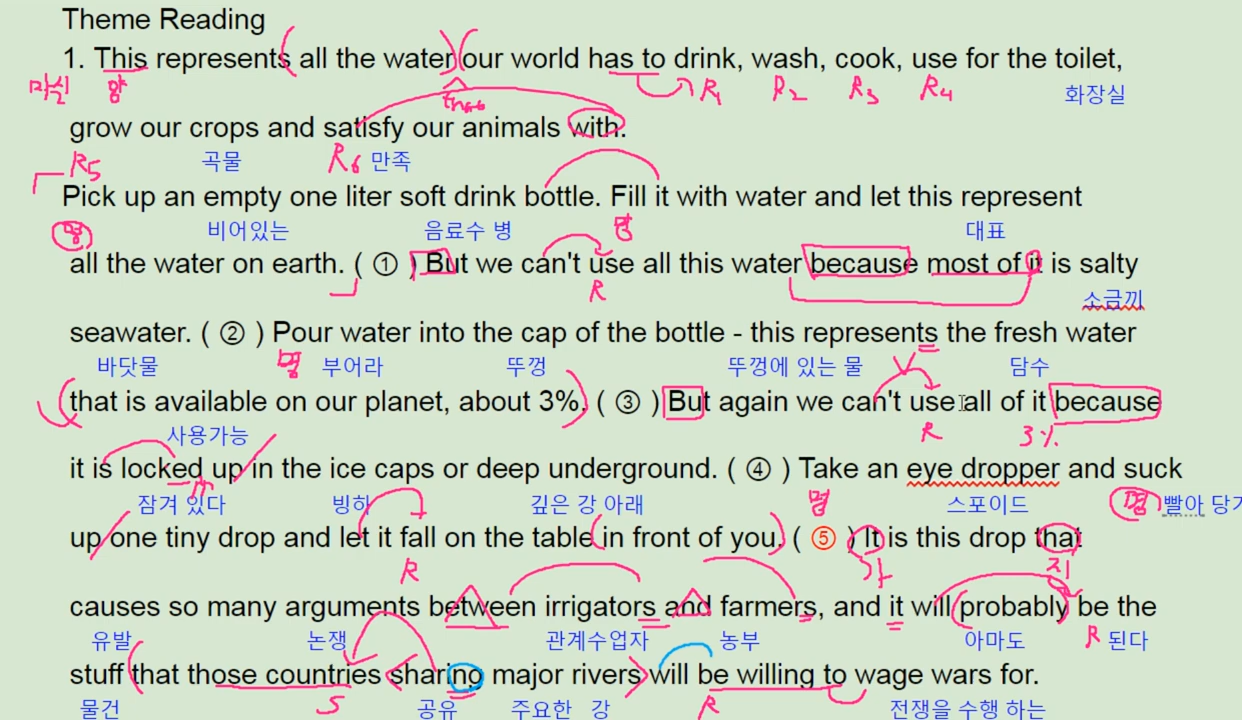 Theme Reading
1. This represents all the water our world has to drink, wash, cook, use for the toilet,
마실 양 that R1 R2 R3 R4 화장실
grow our crops and satisfy our animals with.
R5 곡물 R6 만족
Pick up an empty one liter soft drink bottle. Fill it with water and let this represent
명 비어있는 음료수 병 명 대표
all the water on earth. ( ① ) But we can't use all this water because most of it is salty
R 소금끼
seawater. ( ② ) Pour water into the cap of the bottle - this represents the fresh water
바닷물 명 부어라 뚜껑 뚜껑에 있는 물 담수
that is available on our planet, about 3%. ( ③ ) But again we can't use all of it because
사용가능 R 3%
it is locked up in the ice caps or deep underground. ( ④ ) Take an eye dropper and suck
잠겨 있다 빙하 깊은 강 아래 명 스포이드 명 빨아 당기
up one tiny drop and let it fall on the table in front of you. ( ⑤ ) It is this drop that
R 가 지
causes so many arguments between irrigators and farmers, and it will probably be the
유발 논쟁 관계수업자 농부 아마도 R 된다
stuff that those countries sharing major rivers will be willing to wage wars for.
물건 S 공유 주요한 강 R 전쟁을 수행 하는